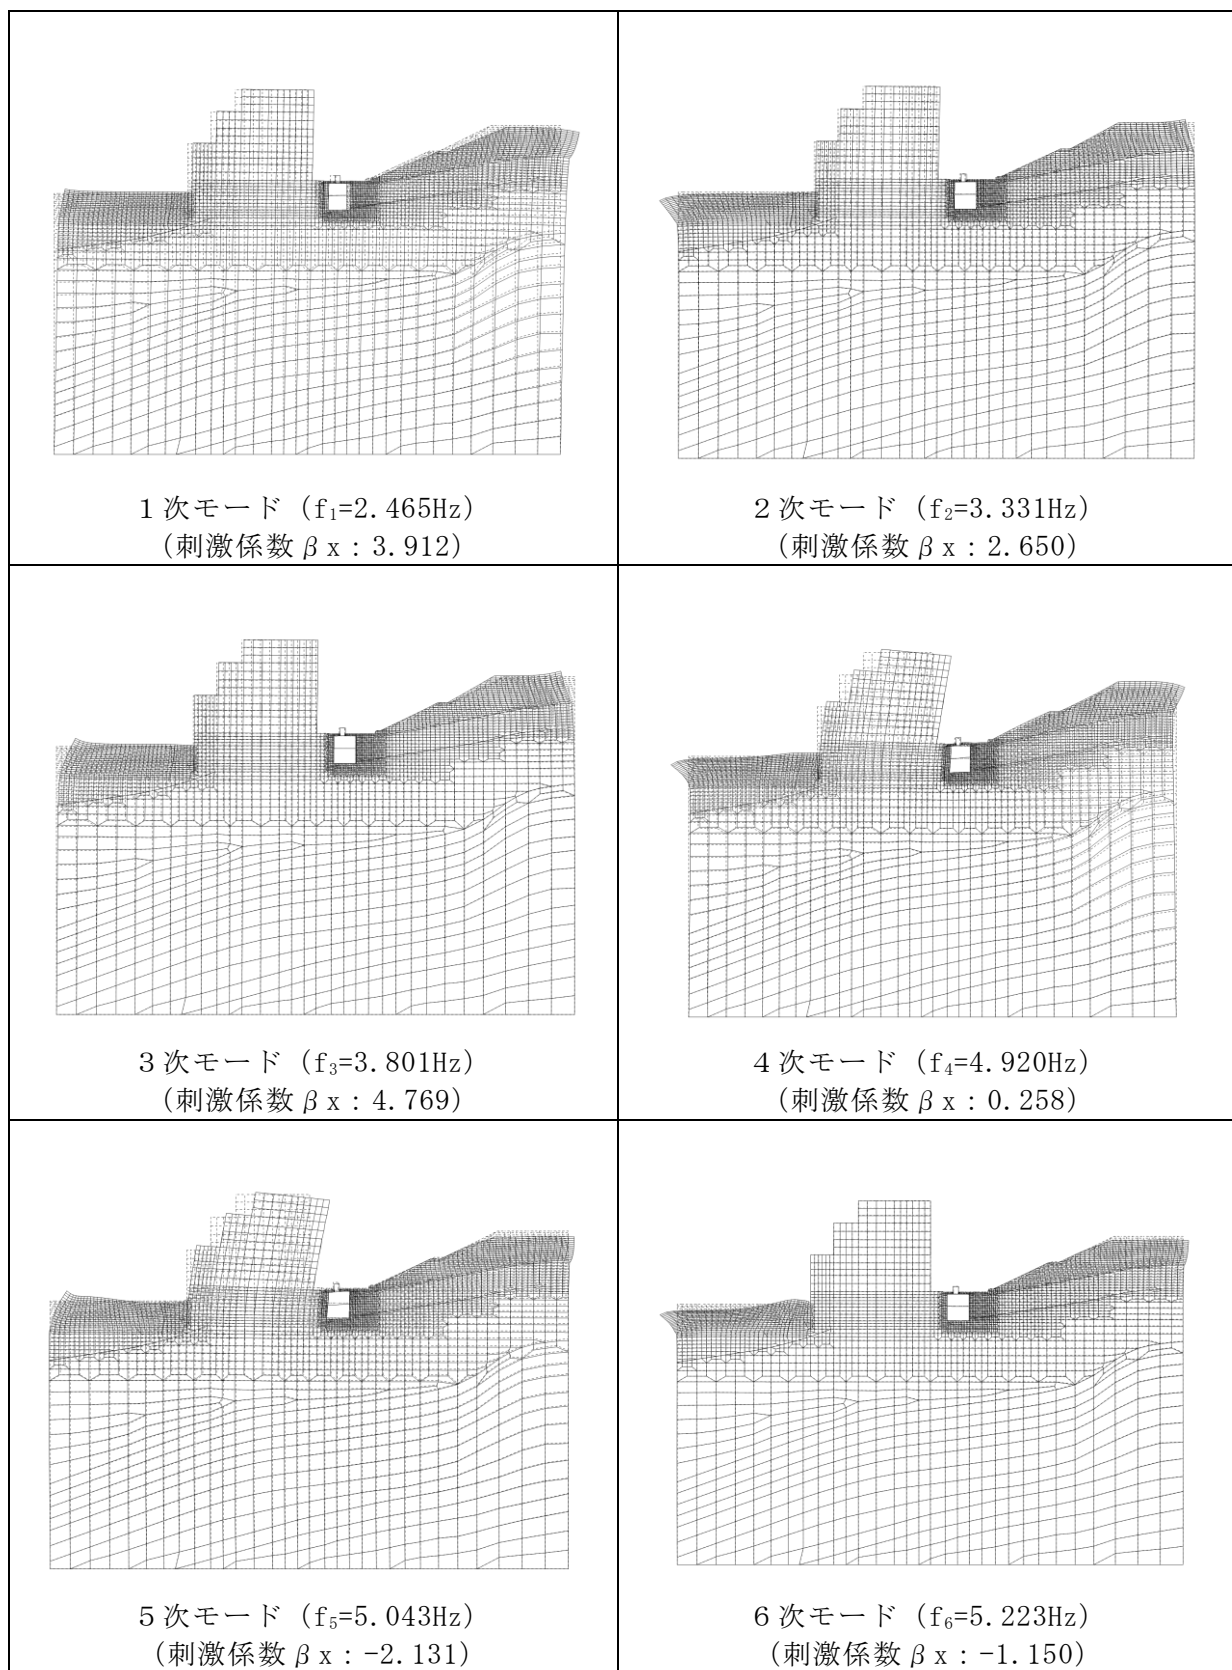 1次モード (f₁=2.465Hz)
(刺激係数βx:3.912)
2次モード (f₂=3.331Hz)
(刺激係数βx:2.650)
3次モード (f₃=3.801Hz)
(刺激係数βx:4.769)
4次モード (f₄=4.920Hz)
(刺激係数βx:0.258)
5次モード (f₅=5.043Hz)
(刺激係数βx:-2.131)
6次モード (f₆=5.223Hz)
(刺激係数βx:-1.150)